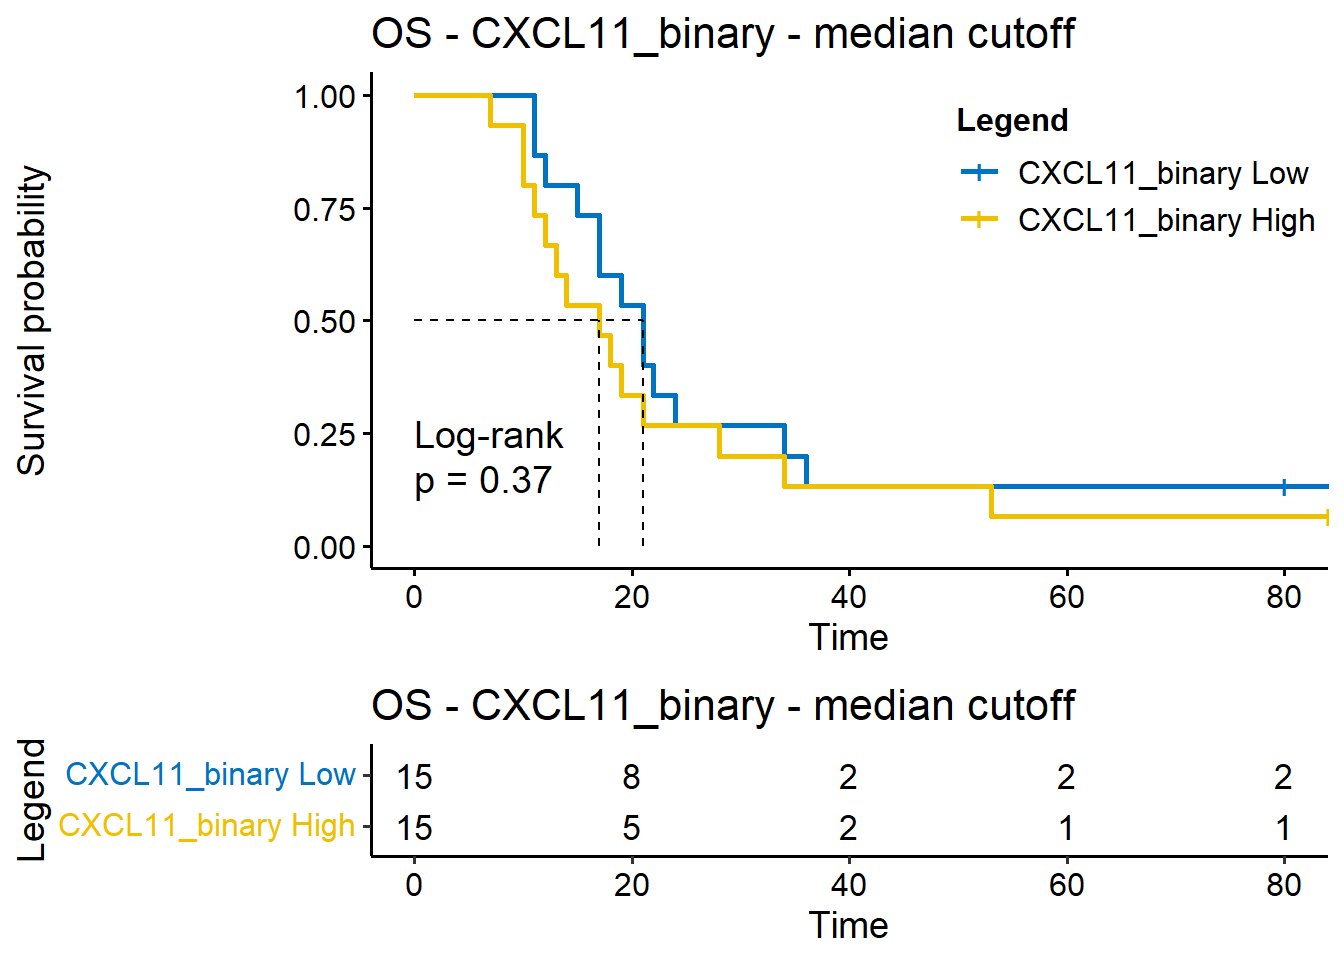 OS - CXCL11_binary - median cutoff
Survival probability
1.00
0.75
0.50
0.25
0.00
Legend
CXCL11_binary Low
CXCL11_binary High
Log-rank
p = 0.37
0 20 40 60 80
Time
OS - CXCL11_binary - median cutoff
Legend
CXCL11_binary Low 15 8 2 2 2
CXCL11_binary High 15 5 2 1 1
0 20 40 60 80
Time